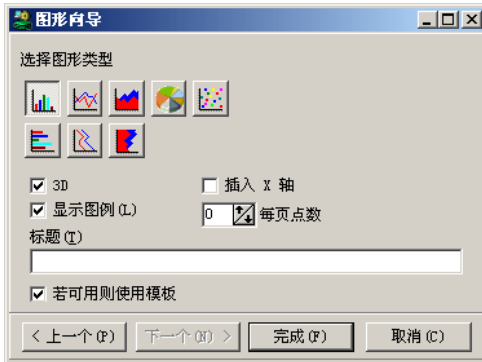 图形向导
选择图形类型
3D
插入 X 轴
显示图例(L)
0 每页点数
标题(T)
若可用则使用模板
< 上一个(P) 下一个(N) > 完成(F) 取消(C)